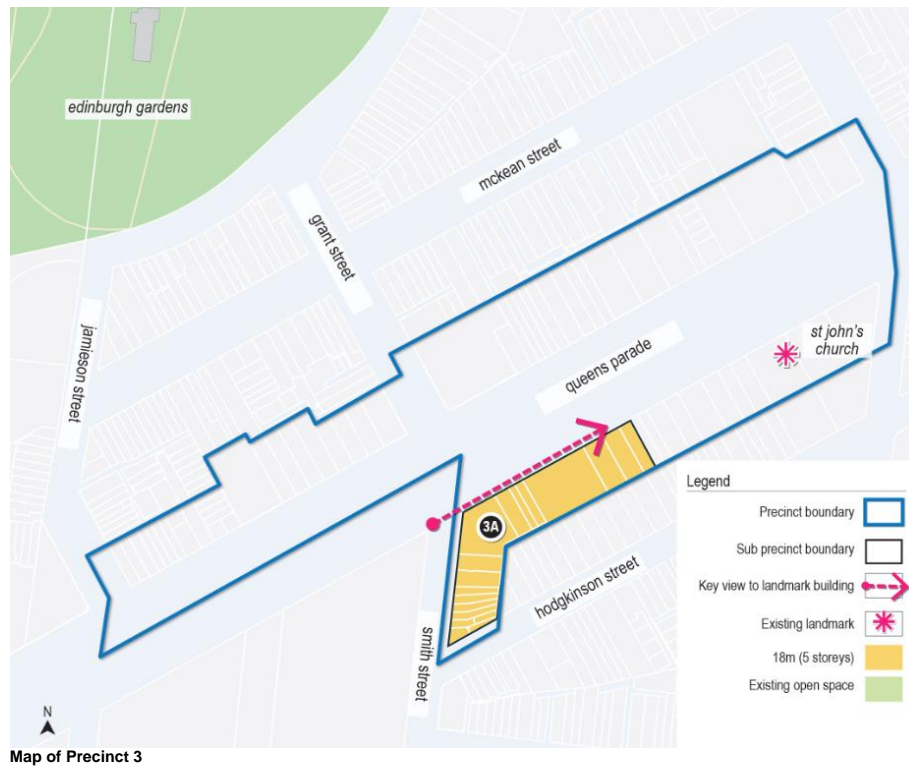 edinburgh gardens
mckean street
grant street
jamieson street
queens parade
st john's
church
3A
hodgkinson street
smith street
Legend
Precinct boundary
Sub precinct boundary
Key view to landmark building
Existing landmark
18m (5 storeys)
Existing open space
N
Map of Precinct 3